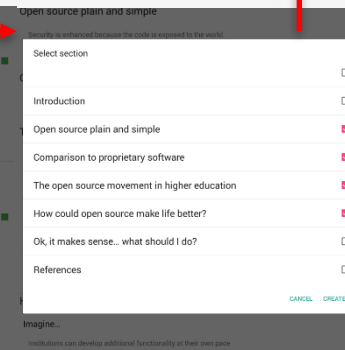 Open source plain and simple
Security is enhanced because the code is exposed to the world.
Select section
Introduction
Open source plain and simple
Comparison to proprietary software
The open source movement in higher education
How could open source make life better?
Ok, it makes sense... what should I do?
References
CANCEL CREATE
Imagine...
Institutions can develop additional functionality at their own pace